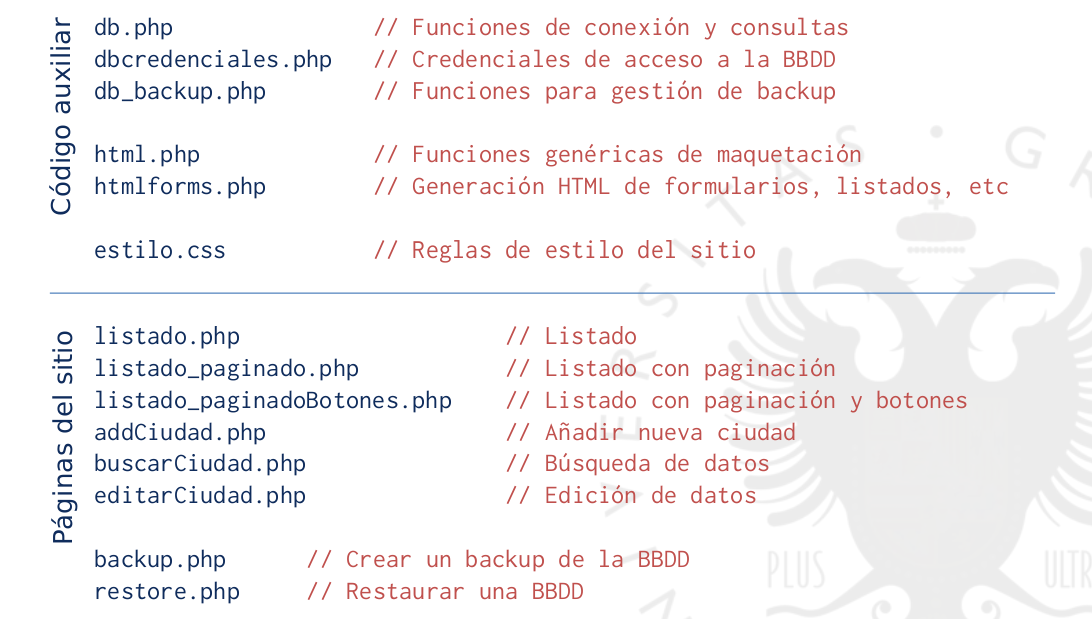 Código auxiliar
db.php // Funciones de conexión y consultas
dbcredenciales.php // Credenciales de acceso a la BBDD
db_backup.php // Funciones para gestión de backup
html.php // Funciones genéricas de maquetación
htmlforms.php // Generación HTML de formularios, listados, etc
estilo.css // Reglas de estilo del sitio
Páginas del sitio
listado.php // Listado
listado_paginado.php // Listado con paginación
listado_paginadoBotones.php // Listado con paginación y botones
addCiudad.php // Añadir nueva ciudad
buscarCiudad.php // Búsqueda de datos
editarCiudad.php // Edición de datos
backup.php // Crear un backup de la BBDD
restore.php // Restaurar una BBDD
NVERSITAS · GR
PLUS ULTR